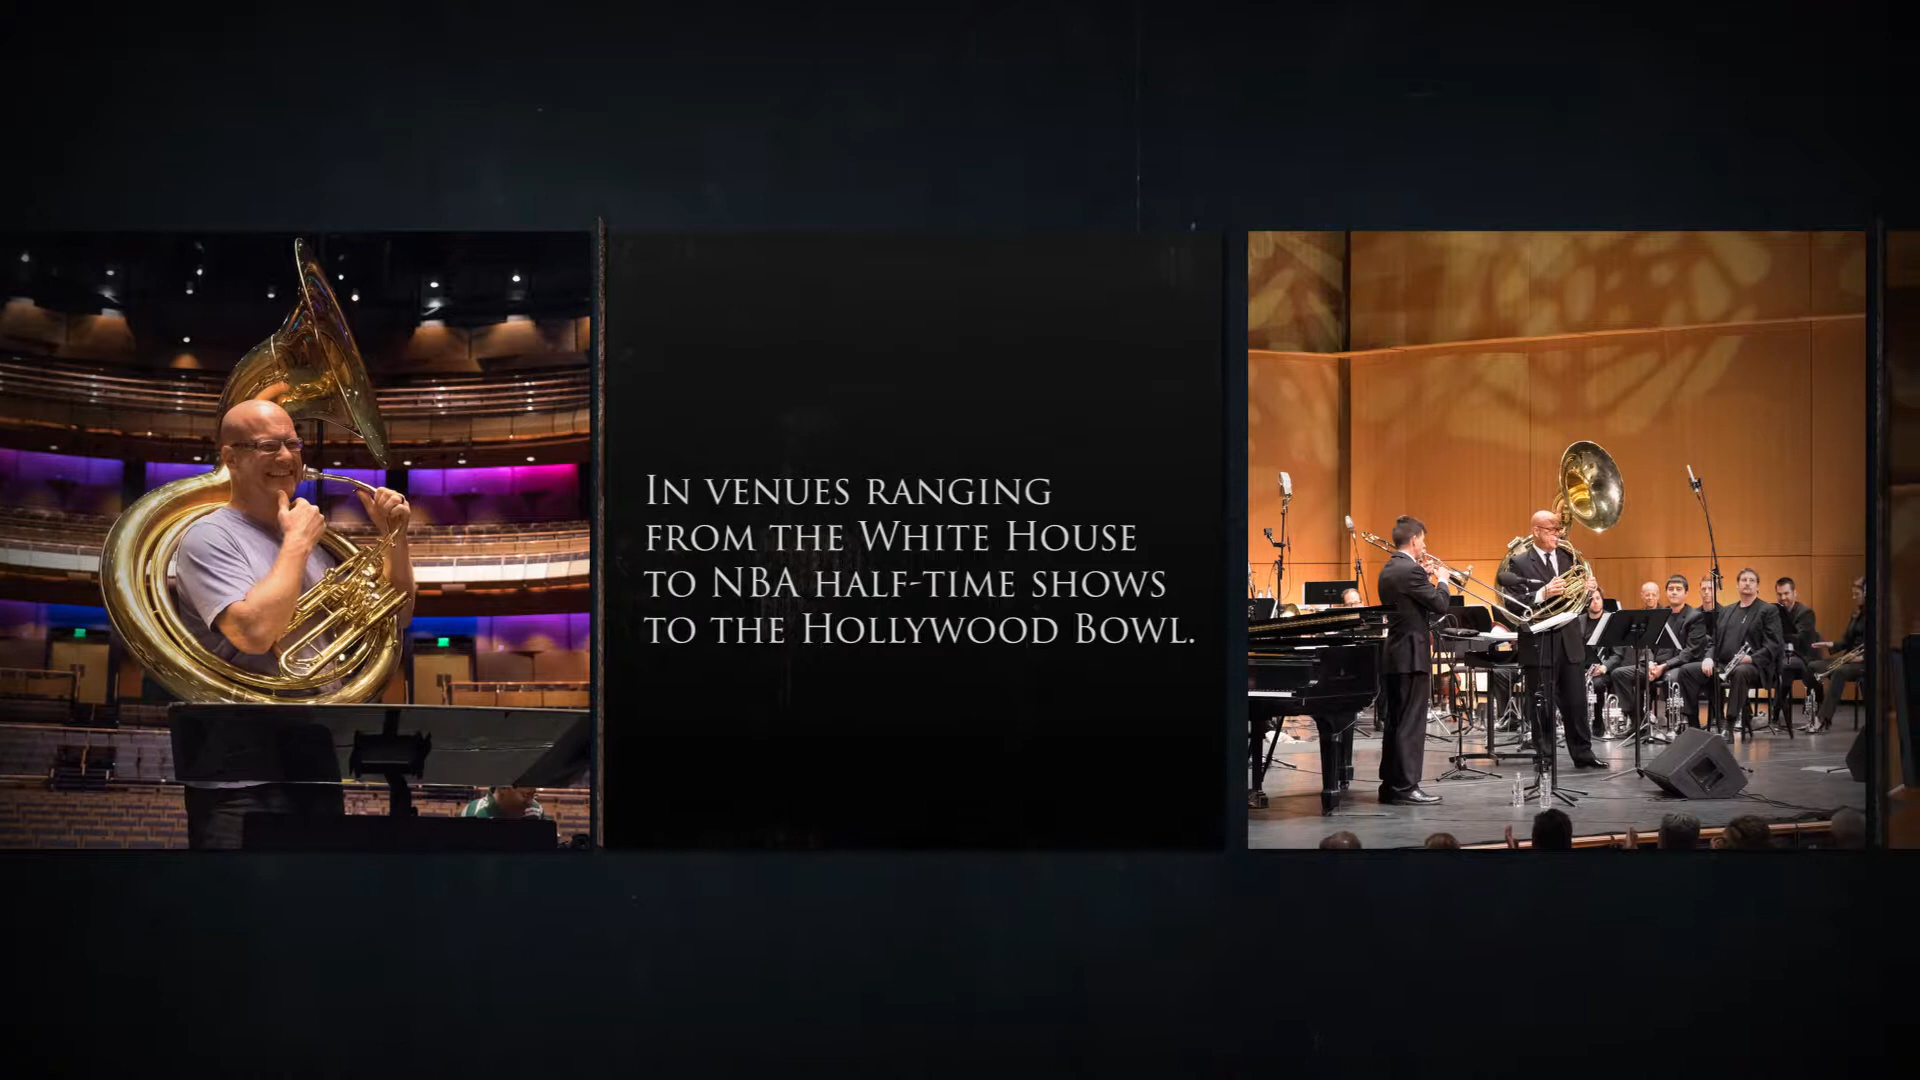 In venues ranging
from the White House
to NBA half-time shows
to the Hollywood Bowl.